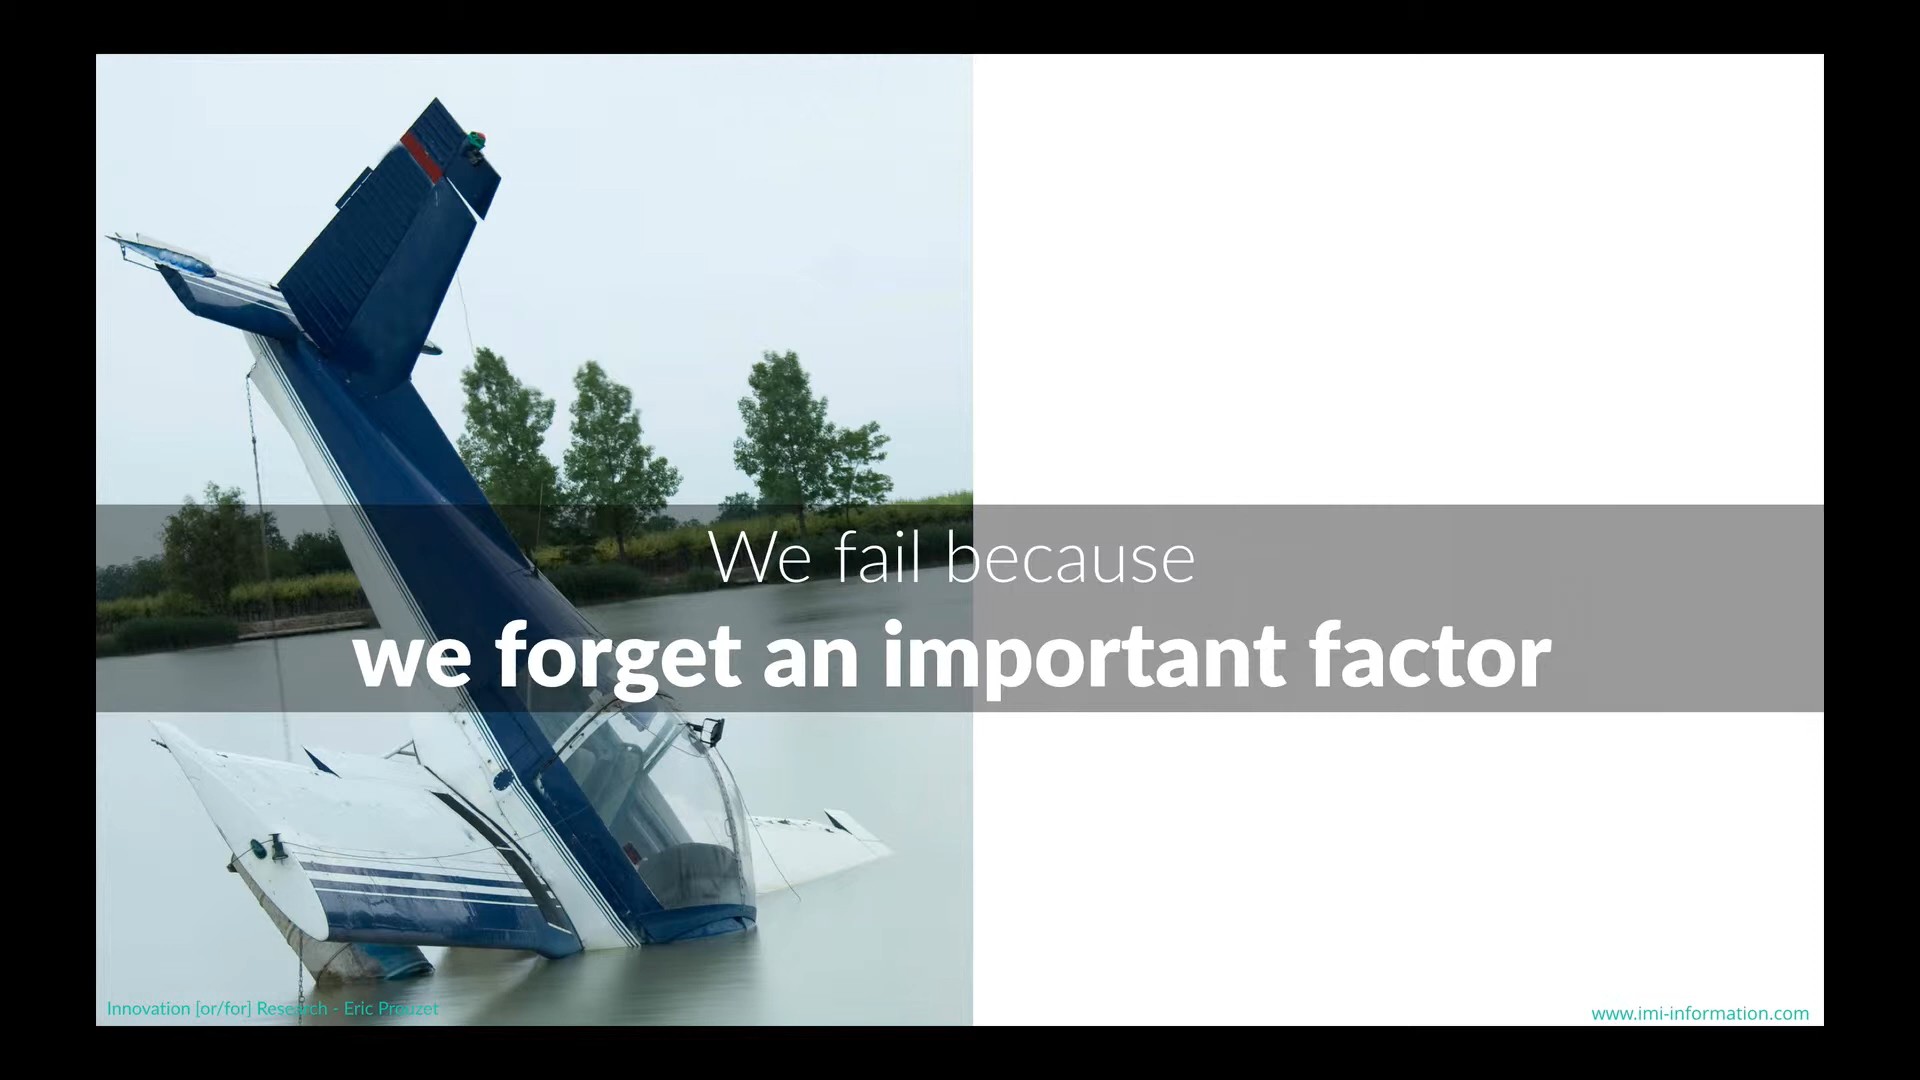 We fail because
we forget an important factor
Innovation [or/for] Research - Eric Prouzet
www.imi-information.com